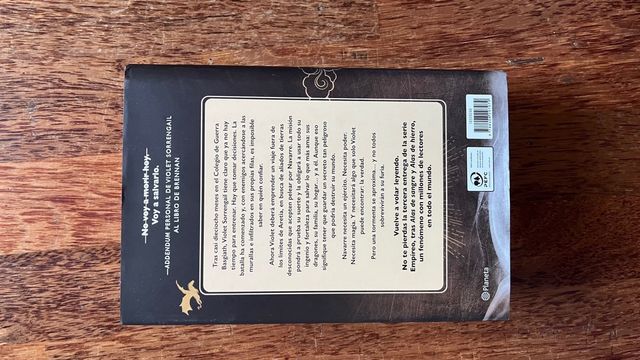 No voy a morir hoy.
Voy a salvarlo.
—ADDENDUM PERSONAL DE VIOLET SORRENGAIL
AL LIBRO DE BRENNAN
Tras casi dieciocho meses en el Colegio de Guerra
Basgiath, Violet Sorrengail tiene claro que ya no hay
tiempo para entrenar. Hay que tomar decisiones. La
batalla ha comenzado y, con enemigos acercándose a las
murallas e infiltrados en sus propias filas, es imposible
saber en quién confiar.
Ahora Violet deberá emprender un viaje fuera de
los límites de Aretia, en busca de aliados de tierras
desconocidas que acepten pelear por Navarre. La misión
pondrá a prueba su suerte y la obligará a usar todo su
ingenio y fortaleza para salvar lo que más ama: sus
dragones, su familia, su hogar... y a él. Aunque eso
signifique tener que guardar un secreto tan peligroso
que podría destruir su mundo.
Navarre necesita un ejército. Necesita poder.
Necesita magia. Y necesitan algo que solo Violet
puede encontrar: la verdad.
Pero una tormenta se aproxima... y no todos
sobrevivirán a su furia.
Vuelve a volar leyendo.
No te pierdas la tercera entrega de la serie
Empíreo, tras Alas de sangre y Alas de hierro,
un fenómeno con millones de lectores
en todo el mundo.
Planeta
PEFC